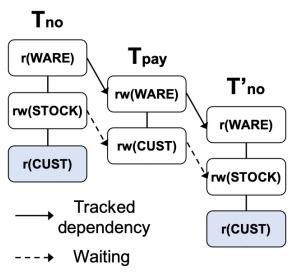 Tno
r(WARE)
rw(STOCK)
r(CUST)
Tpay
rw(WARE)
rw(CUST)
T'no
r(WARE)
rw(STOCK)
r(CUST)
Tracked
dependency
Waiting